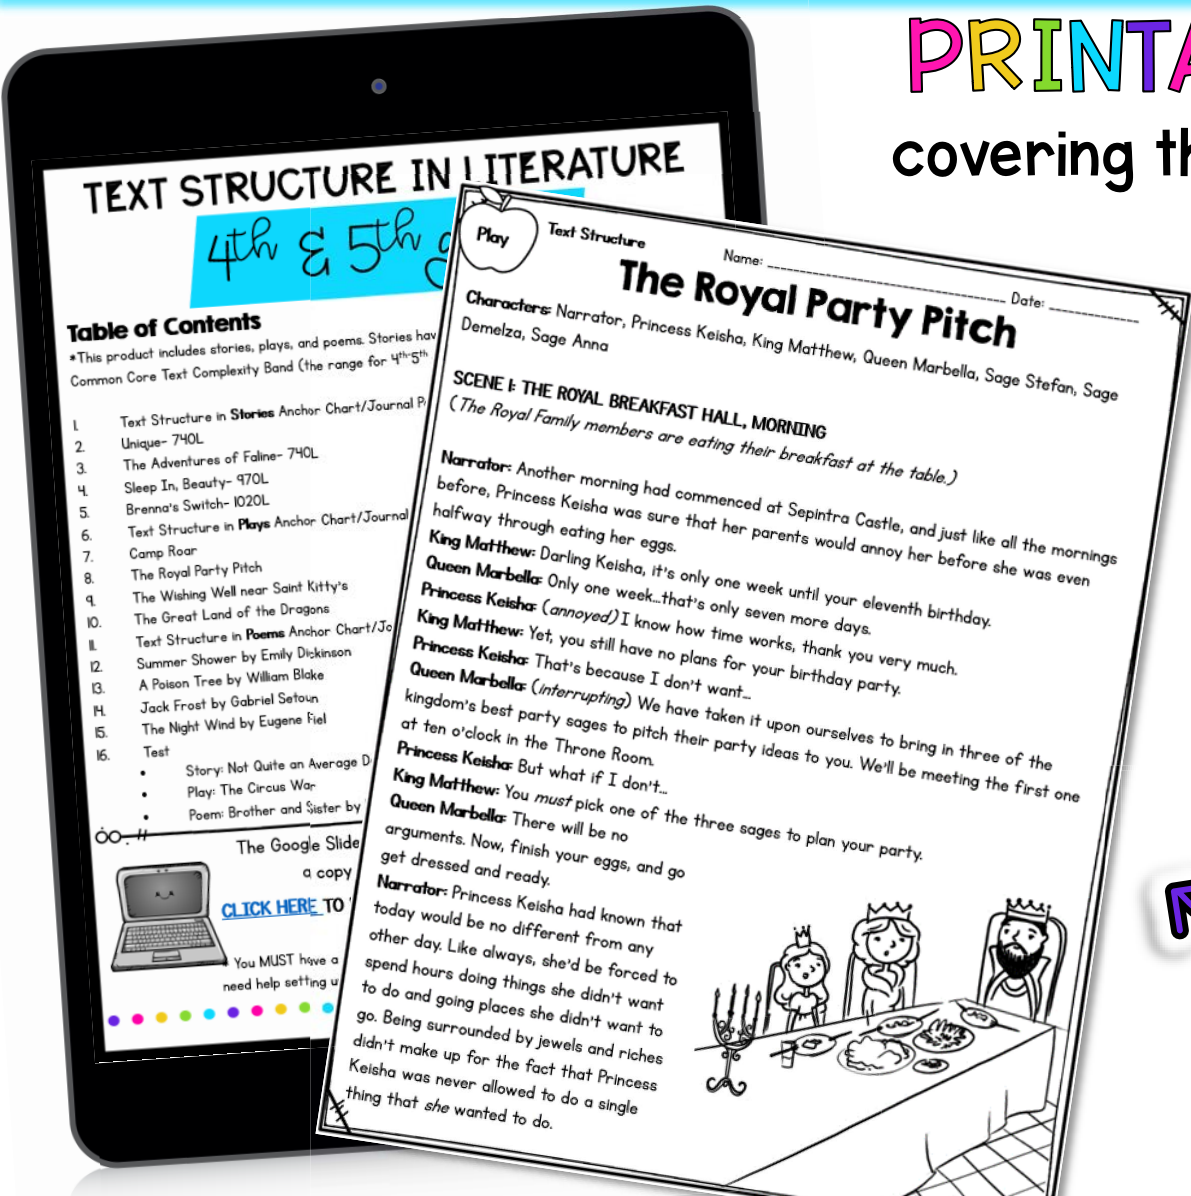 PRINTA
covering th
TEXT STRUCTURE IN LITERATURE
4th & 5th
Table of Contents
*This product includes stories, plays, and poems. Stories hav
Common Core Text Complexity Band (the range for 4th-5th
1. Text Structure in Stories Anchor Chart/Journal P
2. Unique- 740L
3. The Adventures of Faline- 740L
4. Sleep In, Beauty- 970L
5. Brenna's Switch- 1020L
6. Text Structure in Plays Anchor Chart/Journal
7. Camp Roar
8. The Royal Party Pitch
9. The Wishing Well near Saint Kitty's
10. The Great Land of the Dragons
11. Text Structure in Poems Anchor Chart/Jo
12. Summer Shower by Emily Dickinson
13. A Poison Tree by William Blake
14. Jack Frost by Gabriel Setoun
15. The Night Wind by Eugene Fiel
16. Test
• Story: Not Quite an Average D
• Play: The Circus War
• Poem: Brother and Sister by
The Google Slide
a copy
CLICK HERE TO
You MUST have a
need help setting u
Play
Text Structure
Name: Date:
The Royal Party Pitch
Characters: Narrator, Princess Keisha, King Matthew, Queen Marbella, Sage Stefan, Sage
Demelza, Sage Anna
SCENE 1: THE ROYAL BREAKFAST HALL, MORNING
(The Royal Family members are eating their breakfast at the table.)
Narrator: Another morning had commenced at Sepintra Castle, and just like all the mornings
before, Princess Keisha was sure that her parents would annoy her before she was even
halfway through eating her eggs.
King Matthew: Darling Keisha, it's only one week until your eleventh birthday.
Queen Marbella: Only one week...that's only seven more days.
Princess Keisha: (annoyed) I know how time works, thank you very much.
King Matthew: Yet, you still have no plans for your birthday party.
Princess Keisha: That's because I don't want...
Queen Marbella: (interrupting) We have taken it upon ourselves to bring in three of the
kingdom's best party sages to pitch their party ideas to you. We'll be meeting the first one
at ten o'clock in the Throne Room.
Princess Keisha: But what if I don't...
King Matthew: You must pick one of the three sages to plan your party.
Queen Marbella: There will be no
arguments. Now, finish your eggs, and go
get dressed and ready.
Narrator: Princess Keisha had known that
today would be no different from any
other day. Like always, she'd be forced to
spend hours doing things she didn't want
to do and going places she didn't want to
go. Being surrounded by jewels and riches
didn't make up for the fact that Princess
Keisha was never allowed to do a single
thing that she wanted to do.